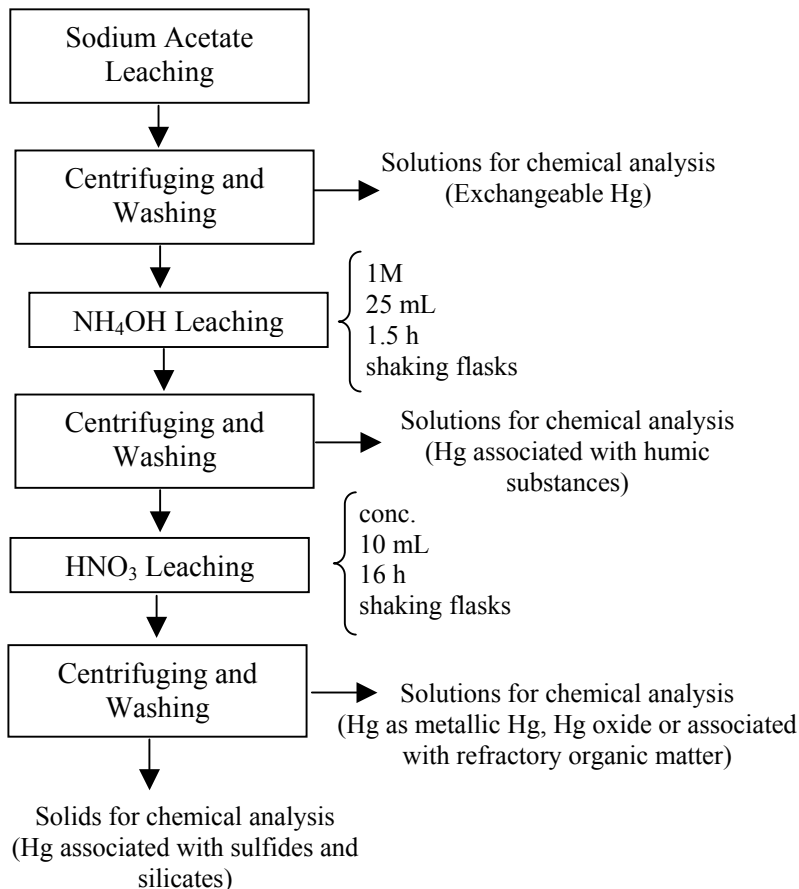 Sodium Acetate
Leaching
Centrifuging and
Washing
Solutions for chemical analysis
(Exchangeable Hg)
NH₄OH Leaching
1M
25 mL
1.5 h
shaking flasks
Centrifuging and
Washing
Solutions for chemical analysis
(Hg associated with humic
substances)
HNO₃ Leaching
conc.
10 mL
16 h
shaking flasks
Centrifuging and
Washing
Solutions for chemical analysis
(Hg as metallic Hg, Hg oxide or associated
with refractory organic matter)
Solids for chemical analysis
(Hg associated with sulfides and
silicates)